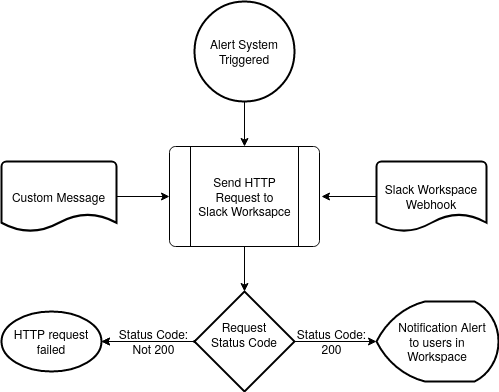 Alert System
Triggered
Custom Message
Send HTTP
Request to
Slack Worksapce
Slack Workspace
Webhook
HTTP request
failed
Status Code:
Not 200
Request
Status Code
Status Code:
200
Notification Alert
to users in
Workspace